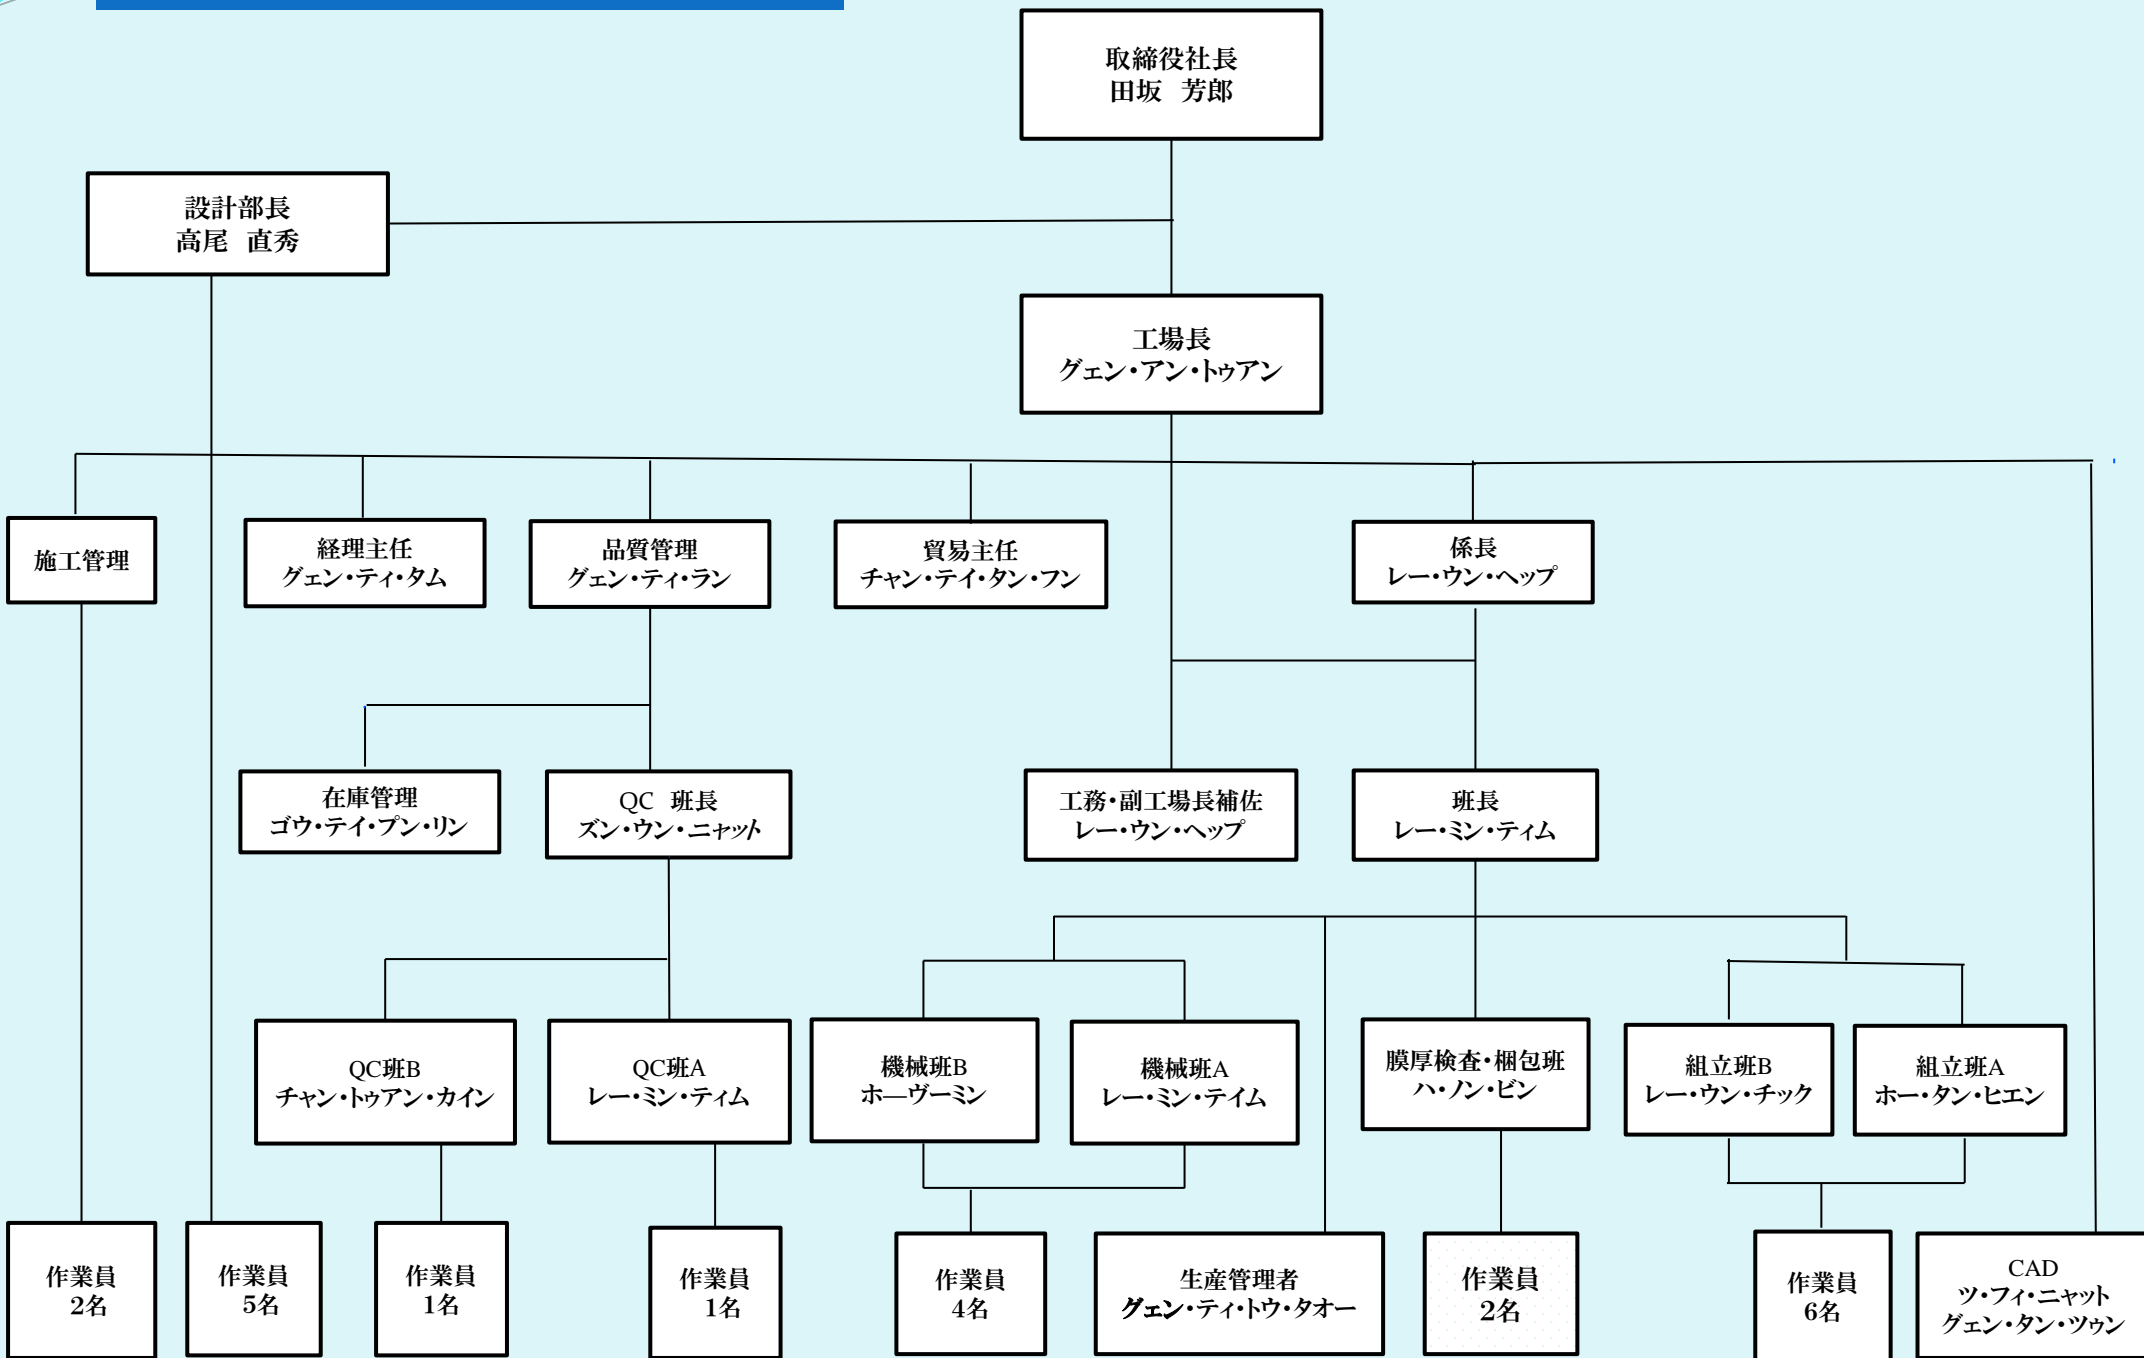 取締役社長
田坂 芳郎
設計部長
高尾 直秀
工場長
グェン・アン・トゥアン
施工管理
経理主任
グェン・ティ・タム
品質管理
グェン・ティ・ラン
貿易主任
チャン・テイ・タン・フン
係長
レー・ウン・ヘップ
在庫管理
ゴウ・テイ・プン・リン
QC 班長
ズン・ウン・ニャット
工務・副工場長補佐
レー・ウン・ヘップ
班長
レー・ミン・ティム
QC班B
チャン・トゥアン・カイン
QC班A
レー・ミン・ティム
機械班B
ホ―ヴーミン
機械班A
レー・ミン・テイム
膜厚検査・梱包班
ハ・ノン・ビン
組立班B
レー・ウン・チック
組立班A
ホー・タン・ヒエン
作業員
2名
作業員
5名
作業員
1名
作業員
1名
作業員
4名
生産管理者
グェン・ティ・トウ・タオー
作業員
2名
作業員
6名
CAD
ツ・フィ・ニャット
グェン・タン・ツゥン